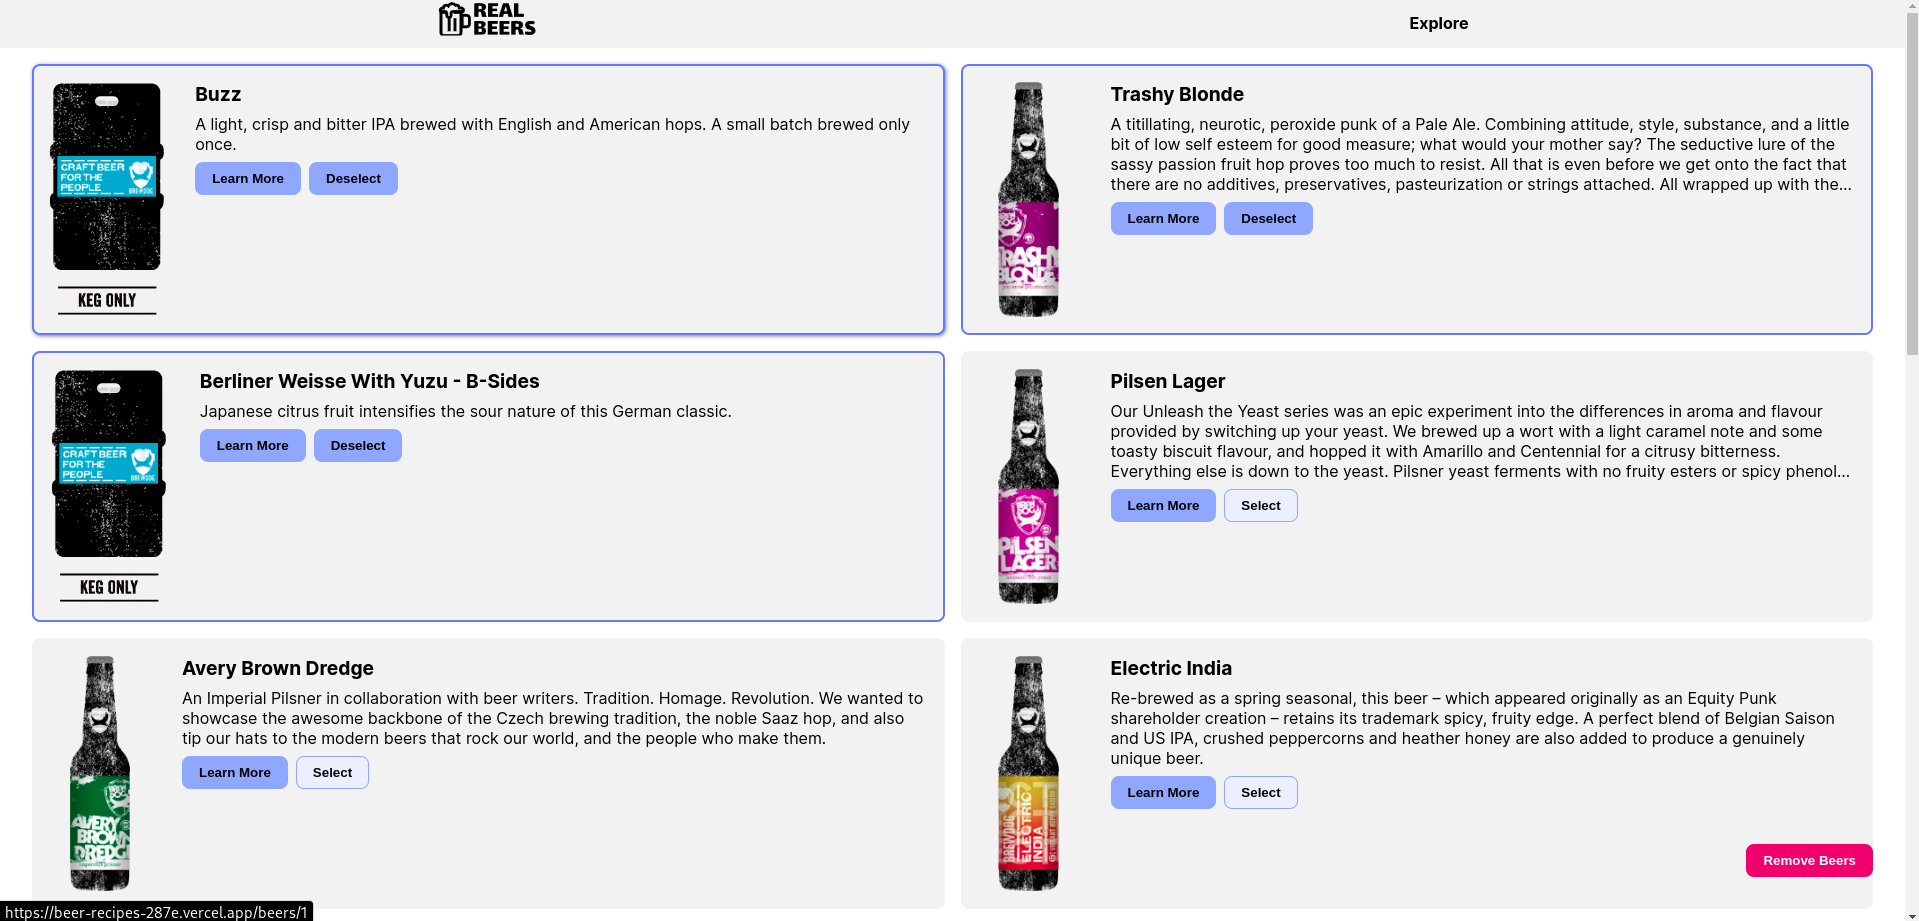 REAL
BEERS
Explore
CRAFT BEER
FOR THE
PEOPLE
BREWDOG
KEG ONLY
Buzz
A light, crisp and bitter IPA brewed with English and American hops. A small batch brewed only
once.
Learn More
Deselect
TRASHY
BLONDE
Trashy Blonde
A titillating, neurotic, peroxide punk of a Pale Ale. Combining attitude, style, substance, and a little
bit of low self esteem for good measure; what would your mother say? The seductive lure of the
sassy passion fruit hop proves too much to resist. All that is even before we get onto the fact that
there are no additives, preservatives, pasteurization or strings attached. All wrapped up with the...
Learn More
Deselect
CRAFT BEER
FOR THE
PEOPLE
BREWDOG
KEG ONLY
Berliner Weisse With Yuzu - B-Sides
Japanese citrus fruit intensifies the sour nature of this German classic.
Learn More
Deselect
PILSEN
LAGER
Pilsen Lager
Our Unleash the Yeast series was an epic experiment into the differences in aroma and flavour
provided by switching up your yeast. We brewed up a wort with a light caramel note and some
toasty biscuit flavour, and hopped it with Amarillo and Centennial for a citrusy bitterness.
Everything else is down to the yeast. Pilsner yeast ferments with no fruity esters or spicy phenol...
Learn More
Select
AVERY
BROWN
DREDGE
Avery Brown Dredge
An Imperial Pilsner in collaboration with beer writers. Tradition. Homage. Revolution. We wanted to
showcase the awesome backbone of the Czech brewing tradition, the noble Saaz hop, and also
tip our hats to the modern beers that rock our world, and the people who make them.
Learn More
Select
BREWDOG
ELECTRIC
INDIA
Electric India
Re-brewed as a spring seasonal, this beer – which appeared originally as an Equity Punk
shareholder creation – retains its trademark spicy, fruity edge. A perfect blend of Belgian Saison
and US IPA, crushed peppercorns and heather honey are also added to produce a genuinely
unique beer.
Learn More
Select
Remove Beers
https://beer-recipes-287e.vercel.app/beers/1